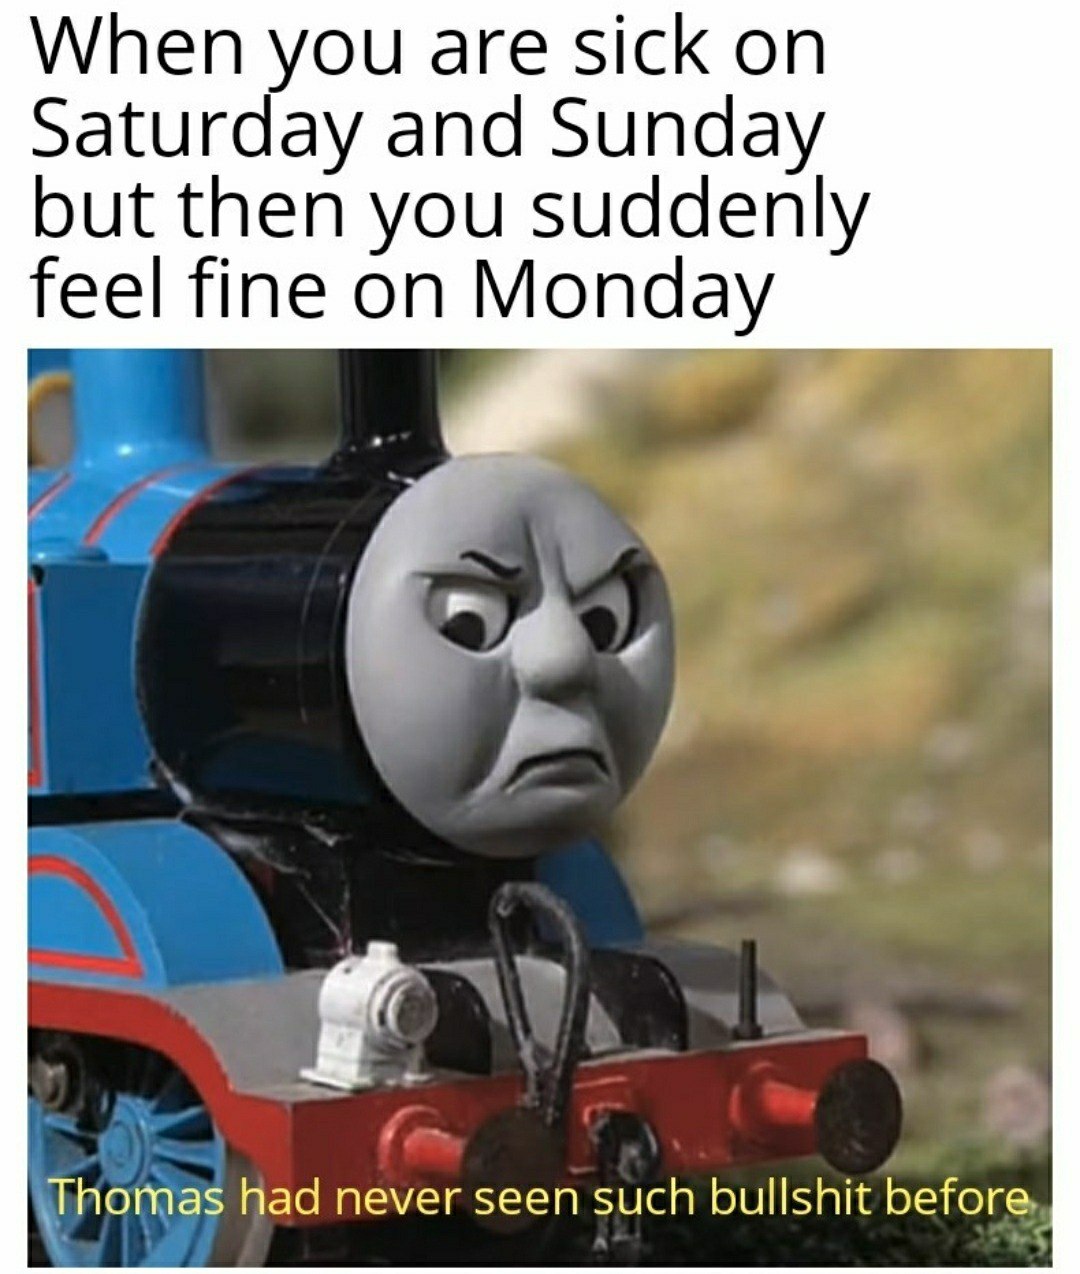 When you are sick on
Saturday and Sunday
but then you suddenly
feel fine on Monday
Thomas had never seen such bullshit before